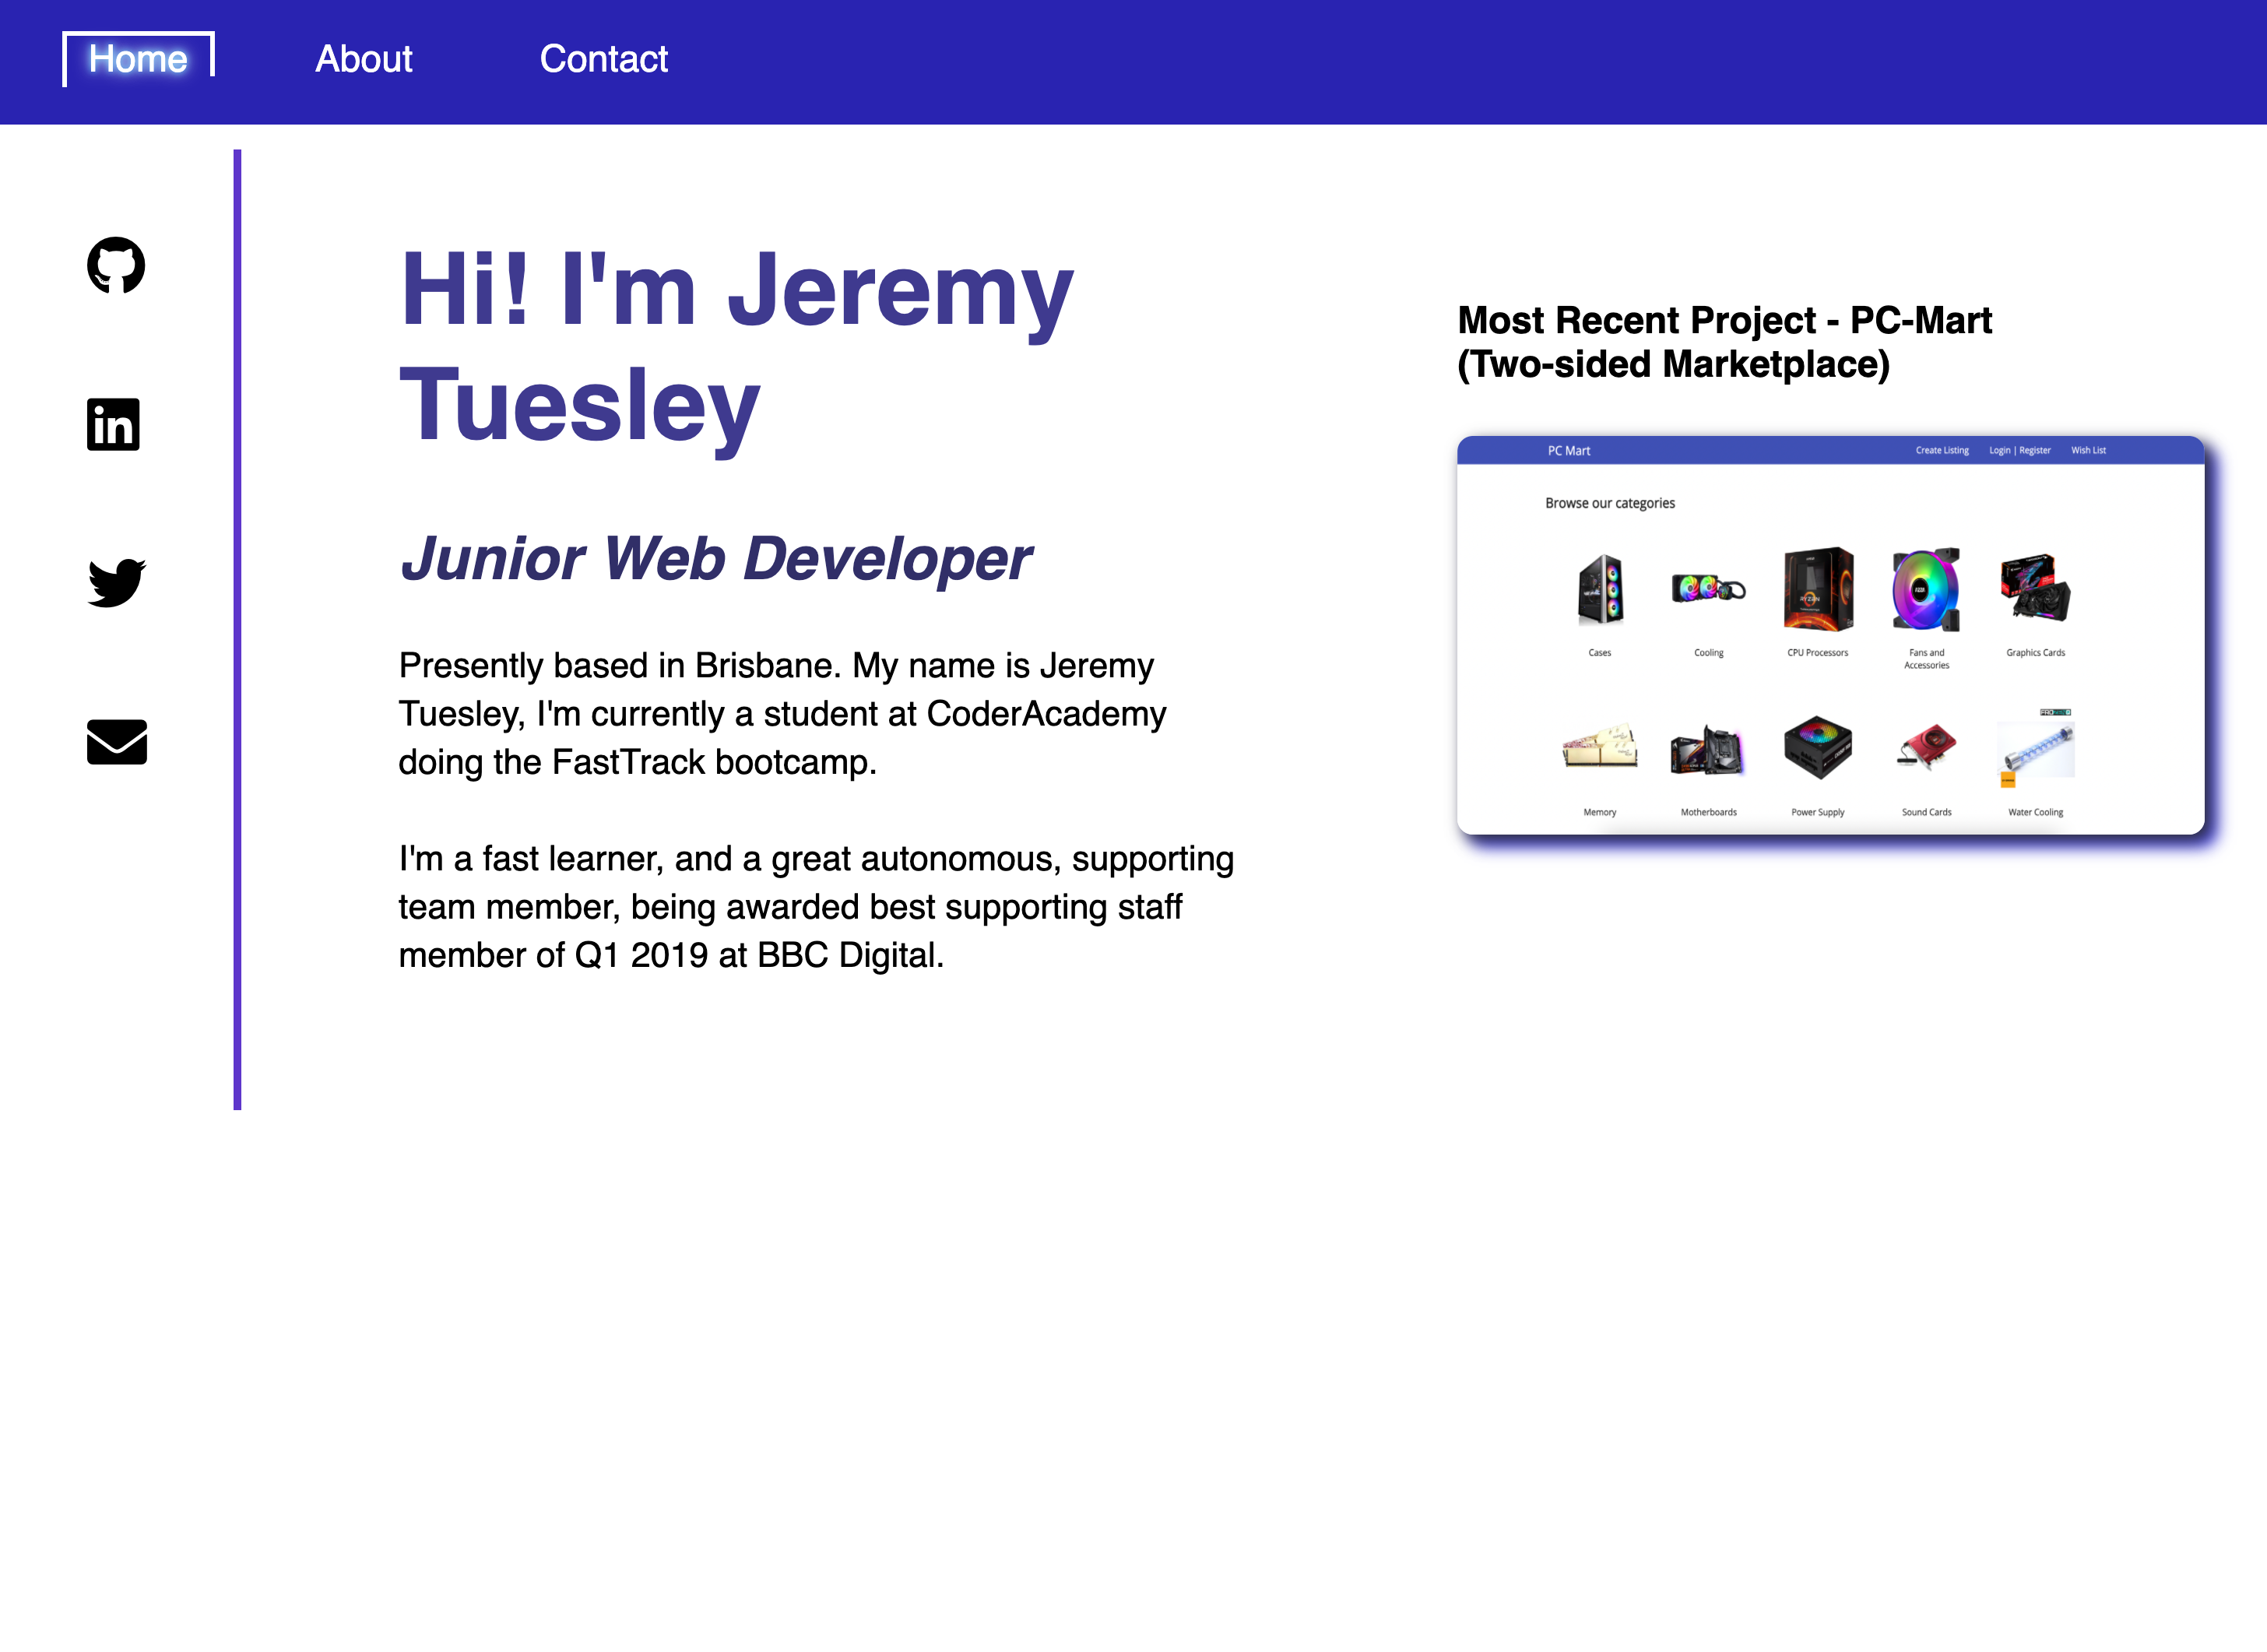 Home
About
Contact
Hi! I'm Jeremy
Tuesley
Junior Web Developer
Presently based in Brisbane. My name is Jeremy
Tuesley, I'm currently a student at CoderAcademy
doing the FastTrack bootcamp.
I'm a fast learner, and a great autonomous, supporting
team member, being awarded best supporting staff
member of Q1 2019 at BBC Digital.
Most Recent Project - PC-Mart
(Two-sided Marketplace)
PC Mart
Create Listing
Login | Register
Wish List
Browse our categories
RYZEN
Cases
Cooling
CPU Processors
Fans and
Accessories
Graphics Cards
Memory
Motherboards
Power Supply
Sound Cards
Water Cooling